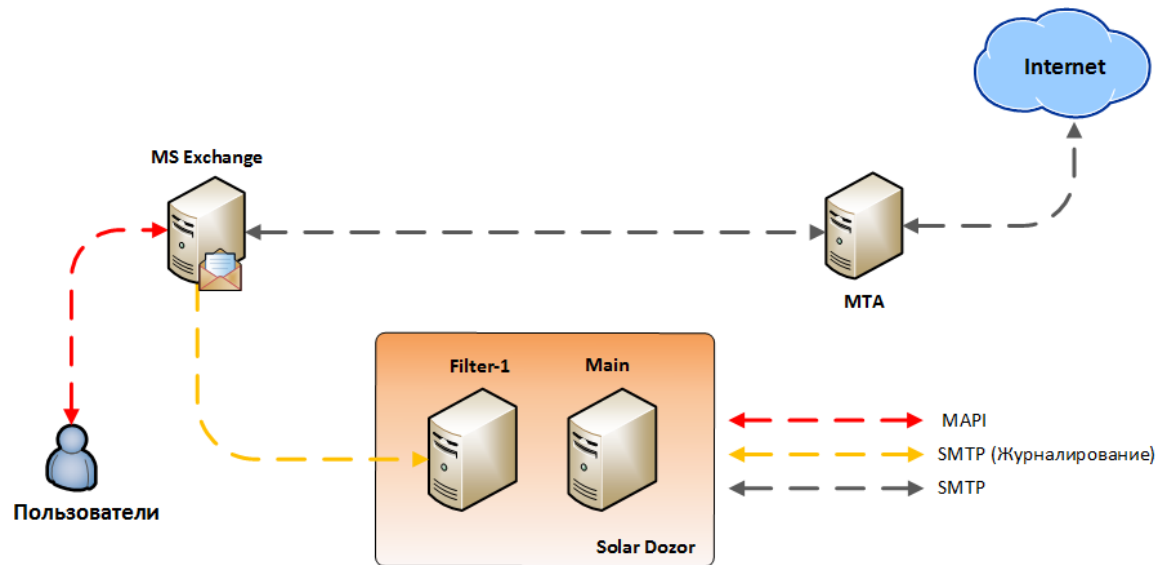 Internet
MS Exchange
MTA
Filter-1
Main
MAPI
SMTP (Журналирование)
SMTP
Пользователи
Solar Dozor